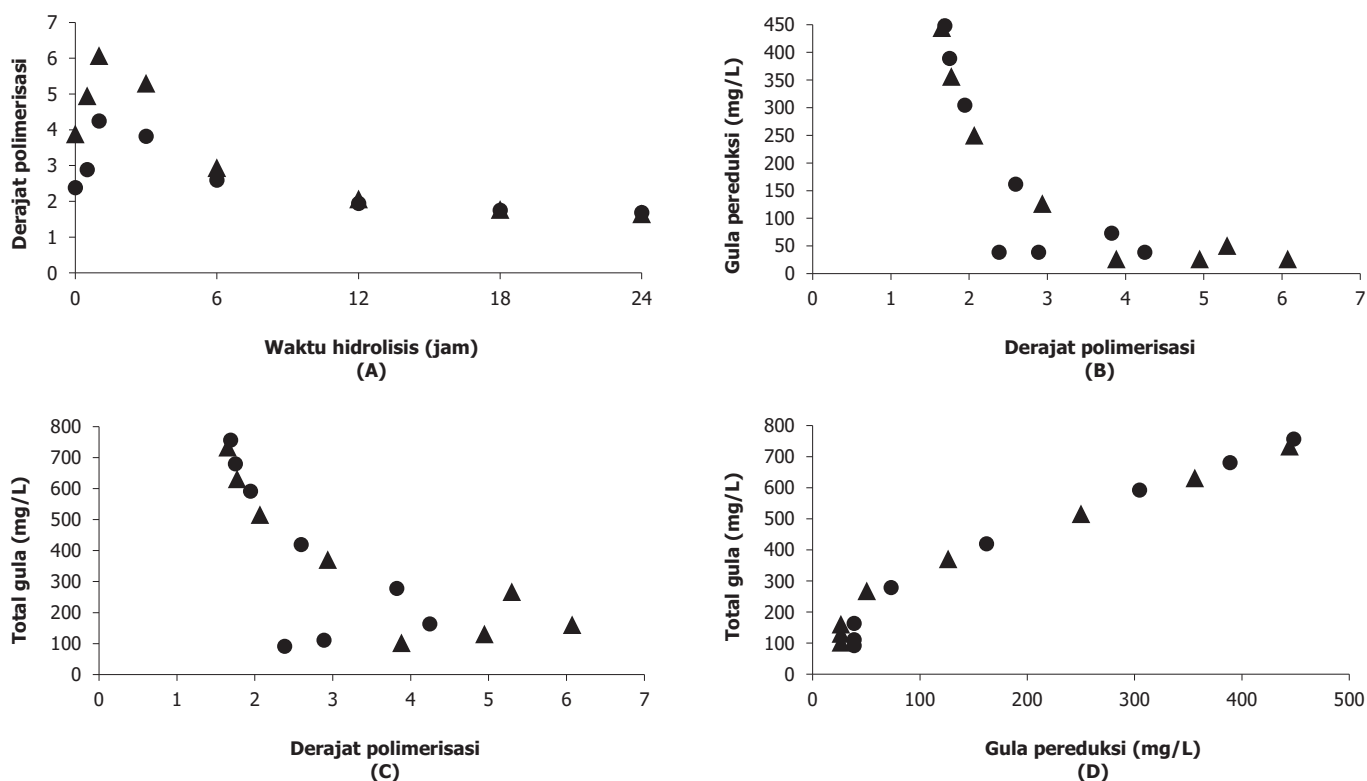 Derajat polimerisasi
7
6
5
4
3
2
1
0
0 6 12 18 24
Waktu hidrolisis (jam)
(A)
Gula pereduksi (mg/L)
450
400
350
300
250
200
150
100
50
0
0 1 2 3 4 5 6 7
Derajat polimerisasi
(B)
Total gula (mg/L)
800
700
600
500
400
300
200
100
0
0 1 2 3 4 5 6 7
Derajat polimerisasi
(C)
Total gula (mg/L)
800
700
600
500
400
300
200
100
0
0 100 200 300 400 500
Gula pereduksi (mg/L)
(D)